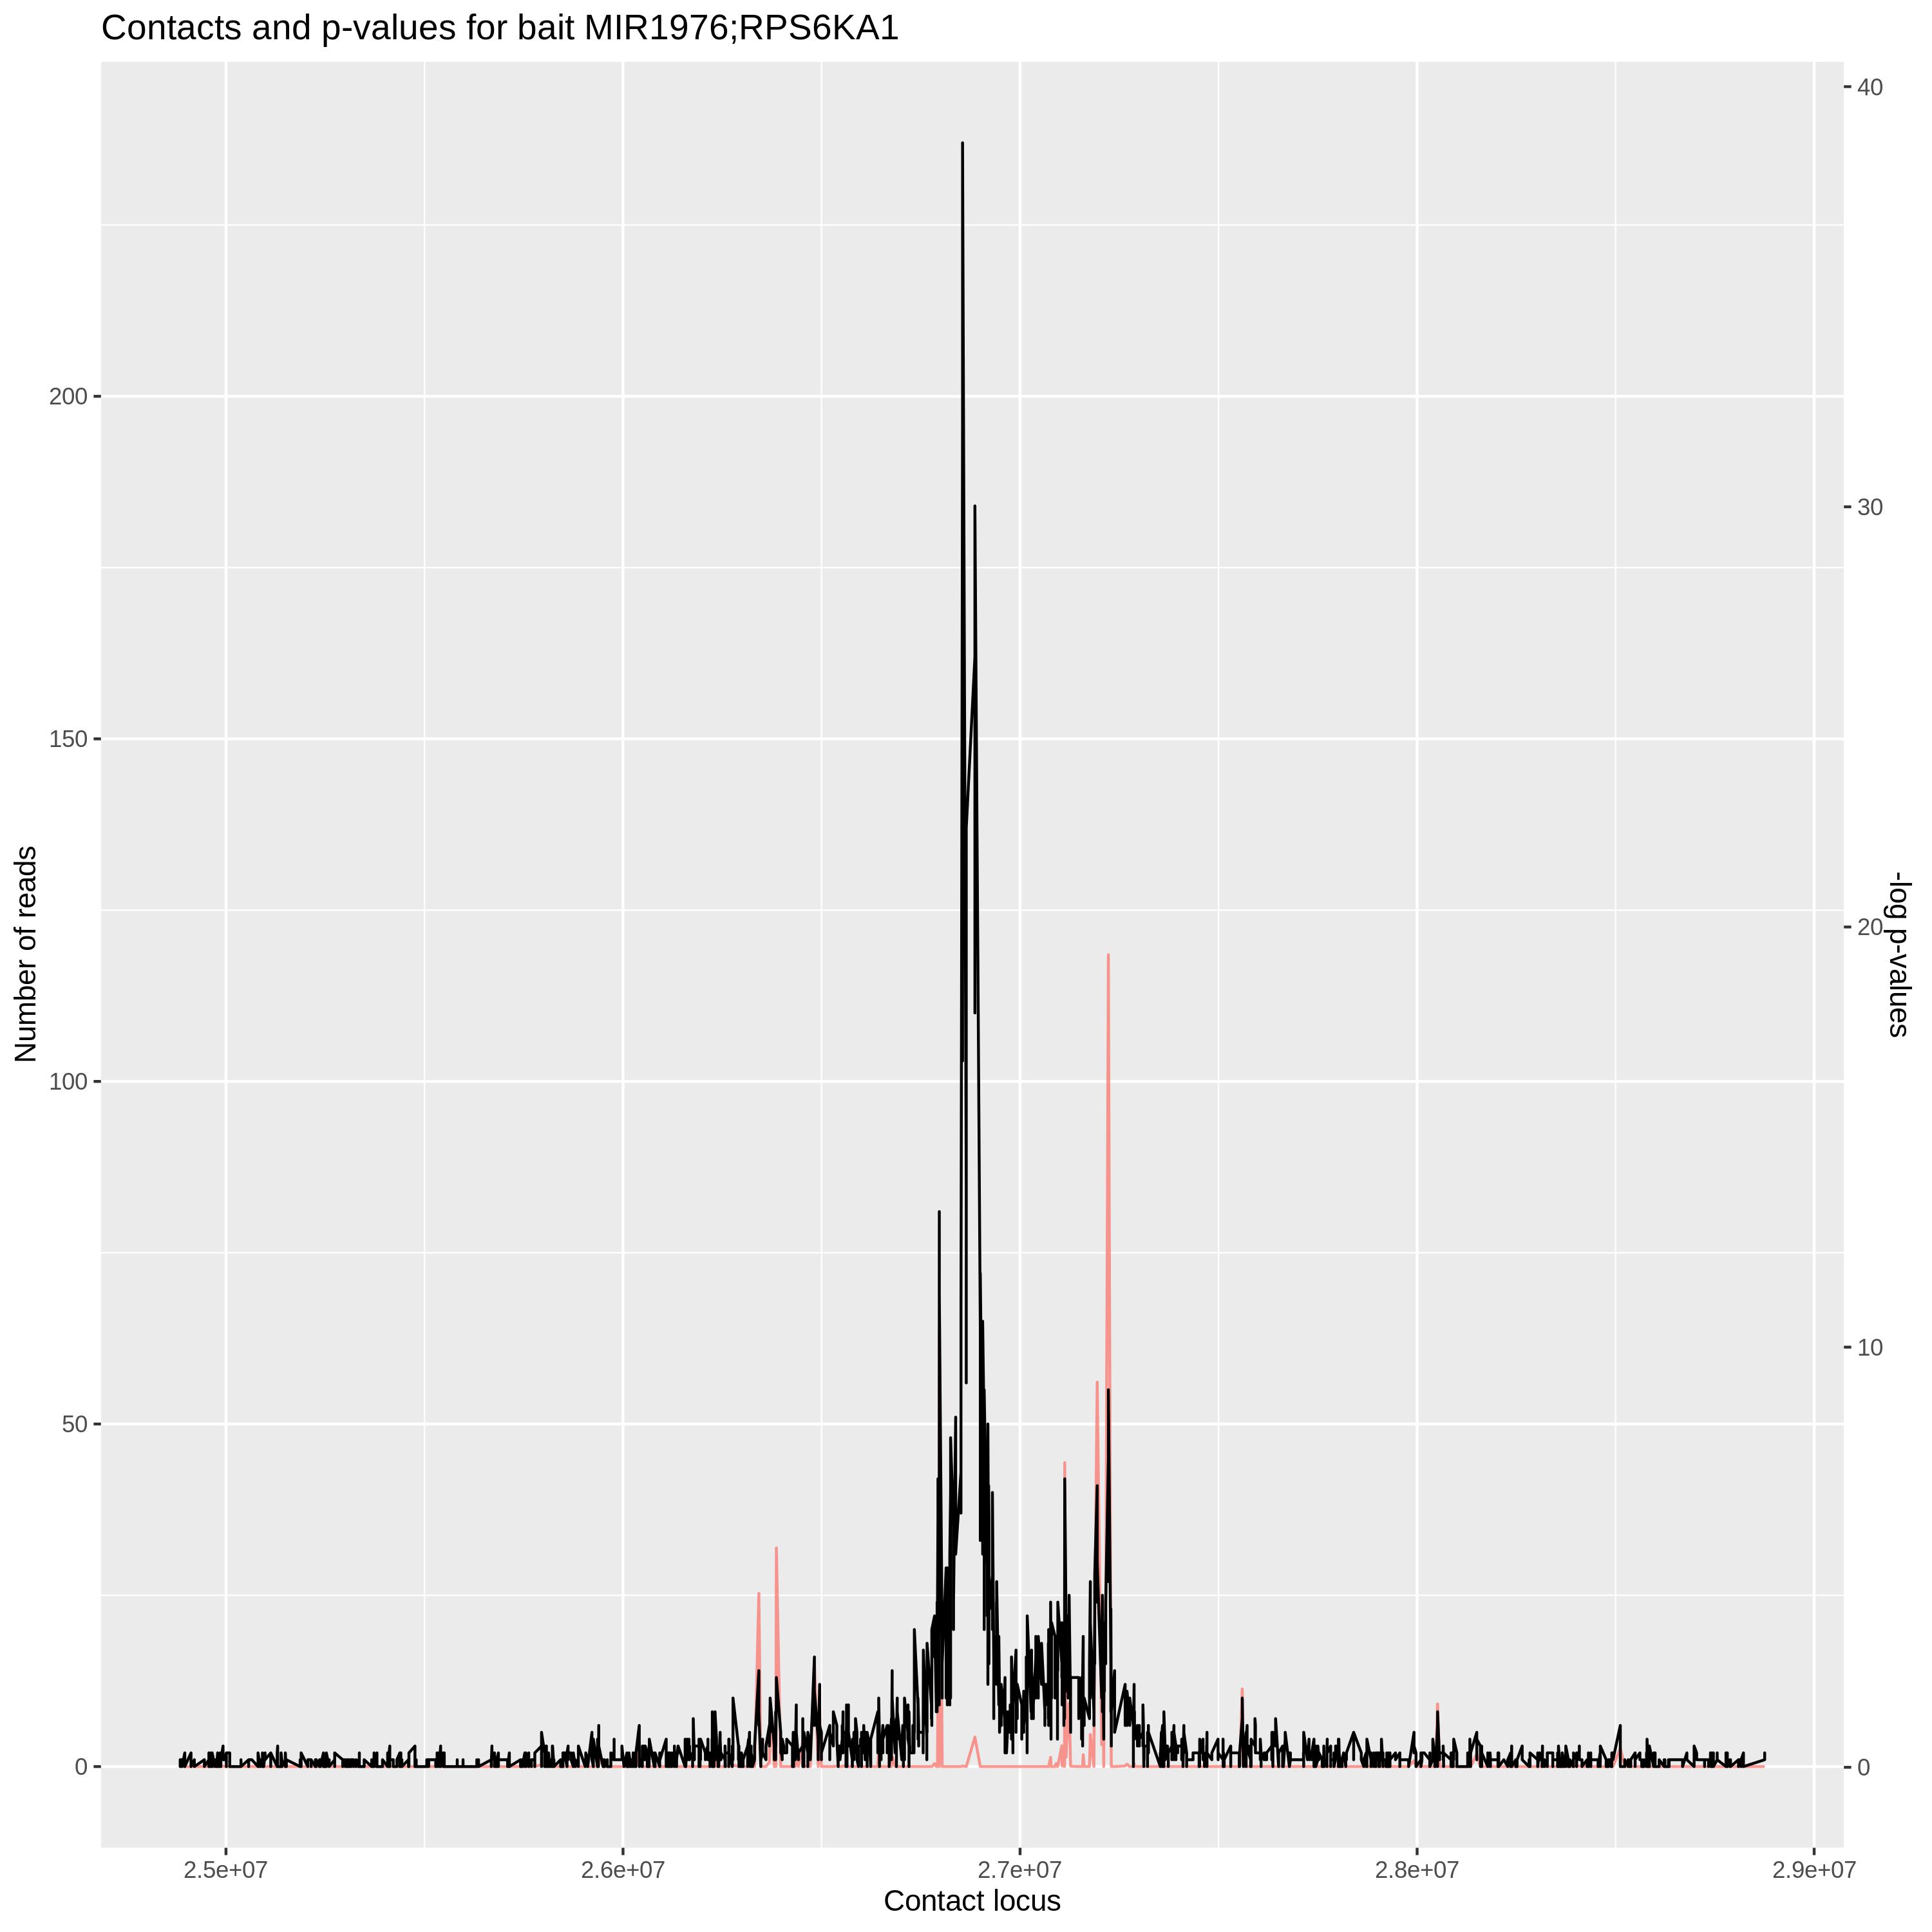 Contacts and p-values for bait MIR1976;RPS6KA1
Number of reads
200
150
100
50
0
40
30
20
10
0
-log p-values
2.5e+07
2.6e+07
2.7e+07
2.8e+07
2.9e+07
Contact locus